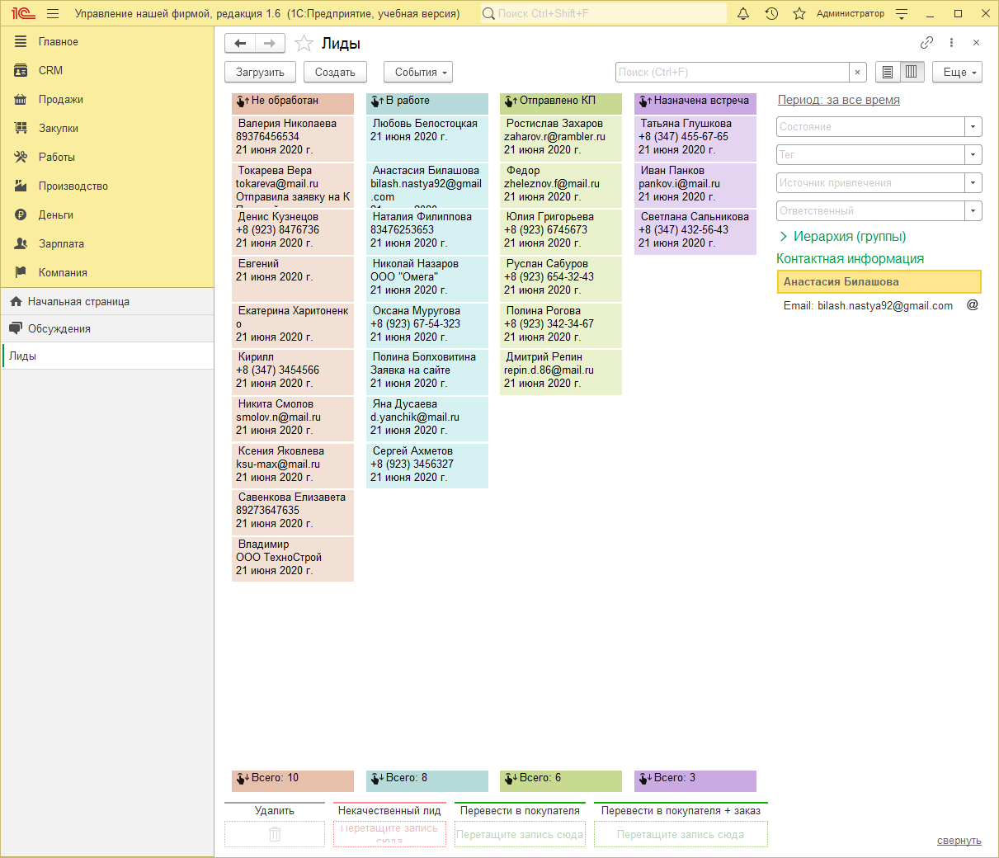 1С Управление нашей фирмой, редакция 1.6 (1С:Предприятие, учебная версия)
Поиск Ctrl+Shift+F
Администратор
Главное
CRM
Продажи
Закупки
Работы
Производство
Деньги
Зарплата
Компания
Начальная страница
Обсуждения
Лиды
Лиды
Загрузить
Создать
События
Поиск (Ctrl+F)
Еще
Не обработан
Валерия Николаева
89376456534
21 июня 2020 г.
Токарева Вера
tokareva@mail.ru
Отправила заявку на К
Денис Кузнецов
+8 (923) 8476736
21 июня 2020 г.
Евгений
21 июня 2020 г.
Екатерина Харитоненк
о
21 июня 2020 г.
Кирилл
+8 (347) 3454566
21 июня 2020 г.
Никита Смолов
smolov.n@mail.ru
21 июня 2020 г.
Ксения Яковлева
ksu-max@mail.ru
21 июня 2020 г.
Савенкова Елизавета
89273647635
21 июня 2020 г.
Владимир
ООО ТехноСтрой
21 июня 2020 г.
Всего: 10
В работе
Любовь Белостоцкая
21 июня 2020 г.
Анастасия Билашова
bilash.nastya92@gmail
.com
Наталия Филиппова
83476253653
21 июня 2020 г.
Николай Назаров
ООО "Омега"
21 июня 2020 г.
Оксана Муругова
+8 (923) 67-54-323
21 июня 2020 г.
Полина Болховитина
Заявка на сайте
21 июня 2020 г.
Яна Дусаева
d.yanchik@mail.ru
21 июня 2020 г.
Сергей Ахметов
+8 (923) 3456327
21 июня 2020 г.
Всего: 8
Отправлено КП
Ростислав Захаров
zaharov.r@rambler.ru
21 июня 2020 г.
Федор
zheleznov.f@mail.ru
21 июня 2020 г.
Юлия Григорьева
+8 (923) 6745673
21 июня 2020 г.
Руслан Сабуров
+8 (923) 654-32-43
21 июня 2020 г.
Полина Рогова
+8 (923) 342-34-67
21 июня 2020 г.
Дмитрий Репин
repin.d.86@mail.ru
21 июня 2020 г.
Всего: 6
Назначена встреча
Татьяна Глушкова
+8 (347) 455-67-65
21 июня 2020 г.
Иван Панков
pankov.i@mail.ru
21 июня 2020 г.
Светлана Сальникова
+8 (347) 432-56-43
21 июня 2020 г.
Всего: 3
Период: за все время
Состояние
Тег
Источник привлечения
Ответственный
Иерархия (группы)
Контактная информация
Анастасия Билашова
Email: bilash.nastya92@gmail.com @
Удалить
Некачественный лид
Перетащите запись
сюда
Перевести в покупателя
Перетащите запись сюда
Перевести в покупателя + заказ
Перетащите запись сюда
свернуть